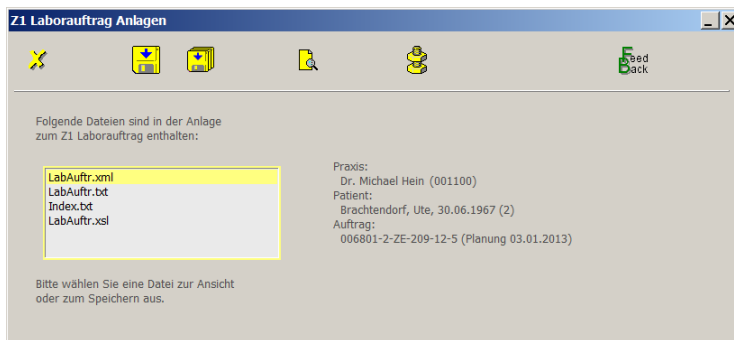 Z1 Laborauftrag Anlagen
Feed
Back
Folgende Dateien sind in der Anlage
zum Z1 Laborauftrag enthalten:
LabAuftr.xml
LabAuftr.txt
Index.txt
LabAuftr.xsl
Praxis:
Dr. Michael Hein (001100)
Patient:
Brachtendorf, Ute, 30.06.1967 (2)
Auftrag:
006801-2-ZE-209-12-5 (Planung 03.01.2013)
Bitte wählen Sie eine Datei zur Ansicht
oder zum Speichern aus.